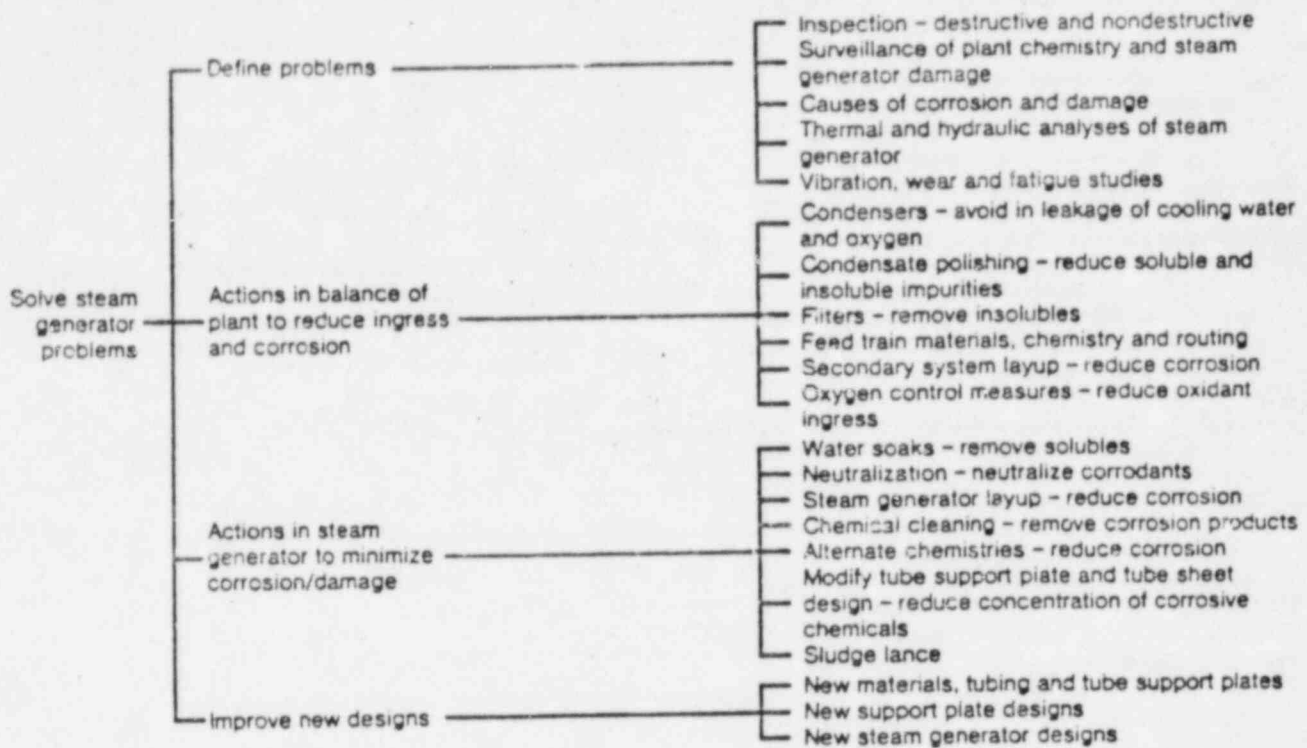 Solve steam
generator
problems
Define problems
Inspection – destructive and nondestructive
Surveillance of plant chemistry and steam
generator damage
Causes of corrosion and damage
Thermal and hydraulic analyses of steam
generator
Vibration, wear and fatigue studies
Actions in balance of
plant to reduce ingress
and corrosion
Condensers – avoid in leakage of cooling water
and oxygen
Condensate polishing – reduce soluble and
insoluble impurities
Filters – remove insolubles
Feed train materials, chemistry and routing
Secondary system layup – reduce corrosion
Oxygen control measures – reduce oxidant
ingress
Actions in steam
generator to minimize
corrosion/damage
Water soaks – remove solubles
Neutralization – neutralize corrodants
Steam generator layup – reduce corrosion
Chemical cleaning – remove corrosion products
Alternate chemistries – reduce corrosion
Modify tube support plate and tube sheet
design – reduce concentration of corrosive
chemicals
Sludge lance
Improve new designs
New materials, tubing and tube support plates
New support plate designs
New steam generator designs